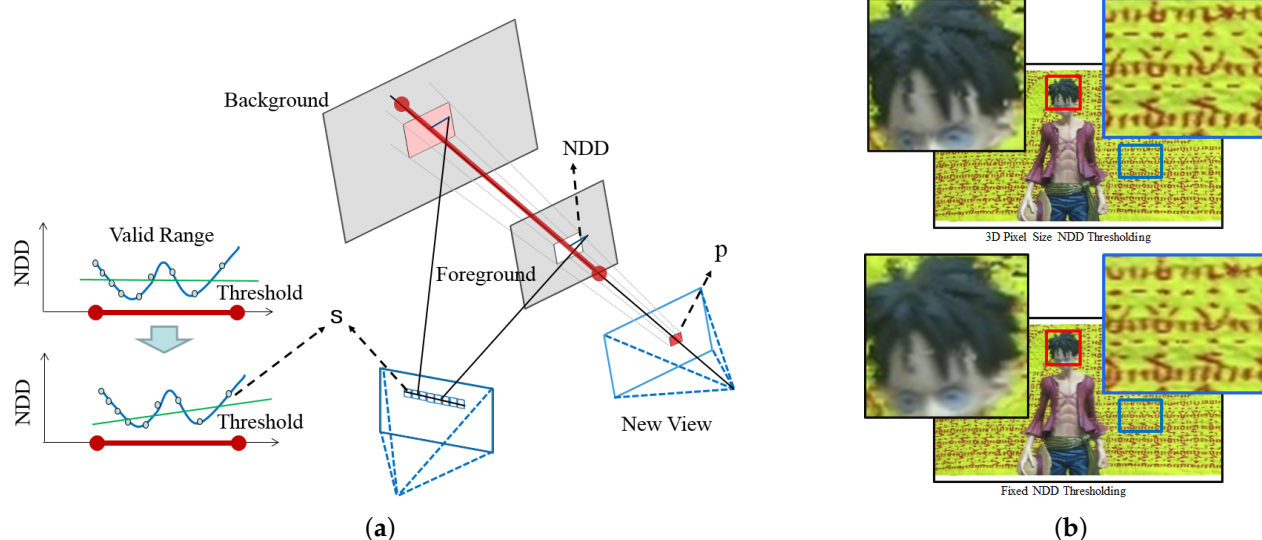 Background
NDD
Foreground
p
New View
NDD
Valid Range
Threshold
s
NDD
Threshold
(a)
3D Pixel Size NDD Thresholding
Fixed NDD Thresholding
(b)